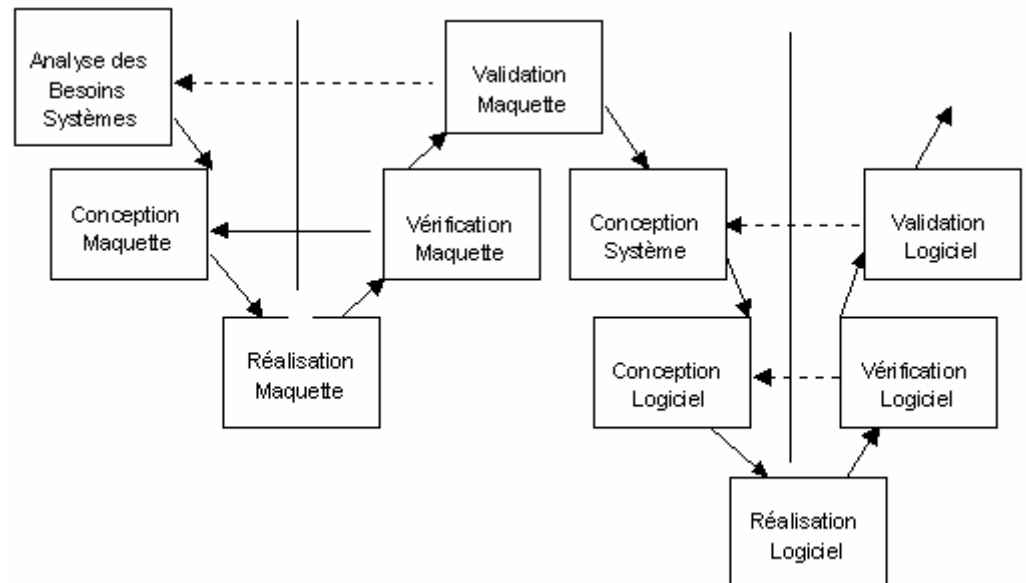 Analyse des
Besoins
Systèmes
Validation
Maquette
Conception
Maquette
Vérification
Maquette
Conception
Système
Validation
Logiciel
Réalisation
Maquette
Conception
Logiciel
Vérification
Logiciel
Réalisation
Logiciel